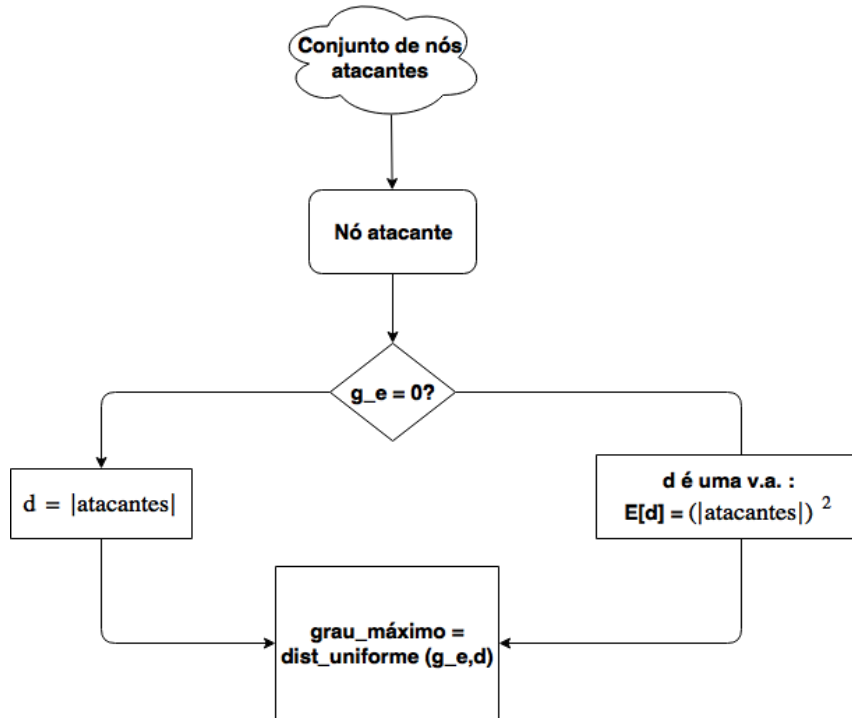 Conjunto de nós
atacantes
Nó atacante
g_e = 0?
d = |atacantes|
d é uma v.a. :
E[d] = (|atacantes|) ²
grau_máximo =
dist_uniforme (g_e,d)